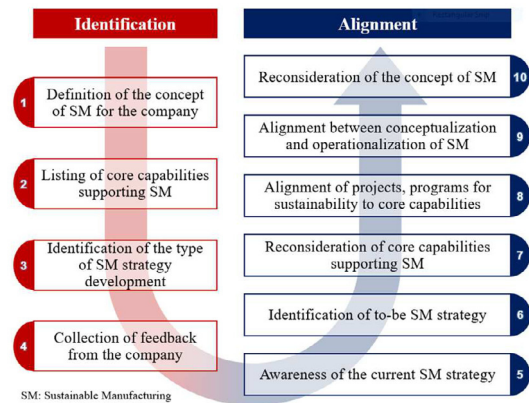 Identification
1
Definition of the concept
of SM for the company
2
Listing of core capabilities
supporting SM
3
Identification of the type
of SM strategy
development
4
Collection of feedback
from the company
SM: Sustainable Manufacturing
Alignment
Reconsideration of the concept of SM
10
Alignment between conceptualization
and operationalization of SM
9
Alignment of projects, programs for
sustainability to core capabilities
8
Reconsideration of core capabilities
supporting SM
7
Identification of to-be SM strategy
6
Awareness of the current SM strategy
5